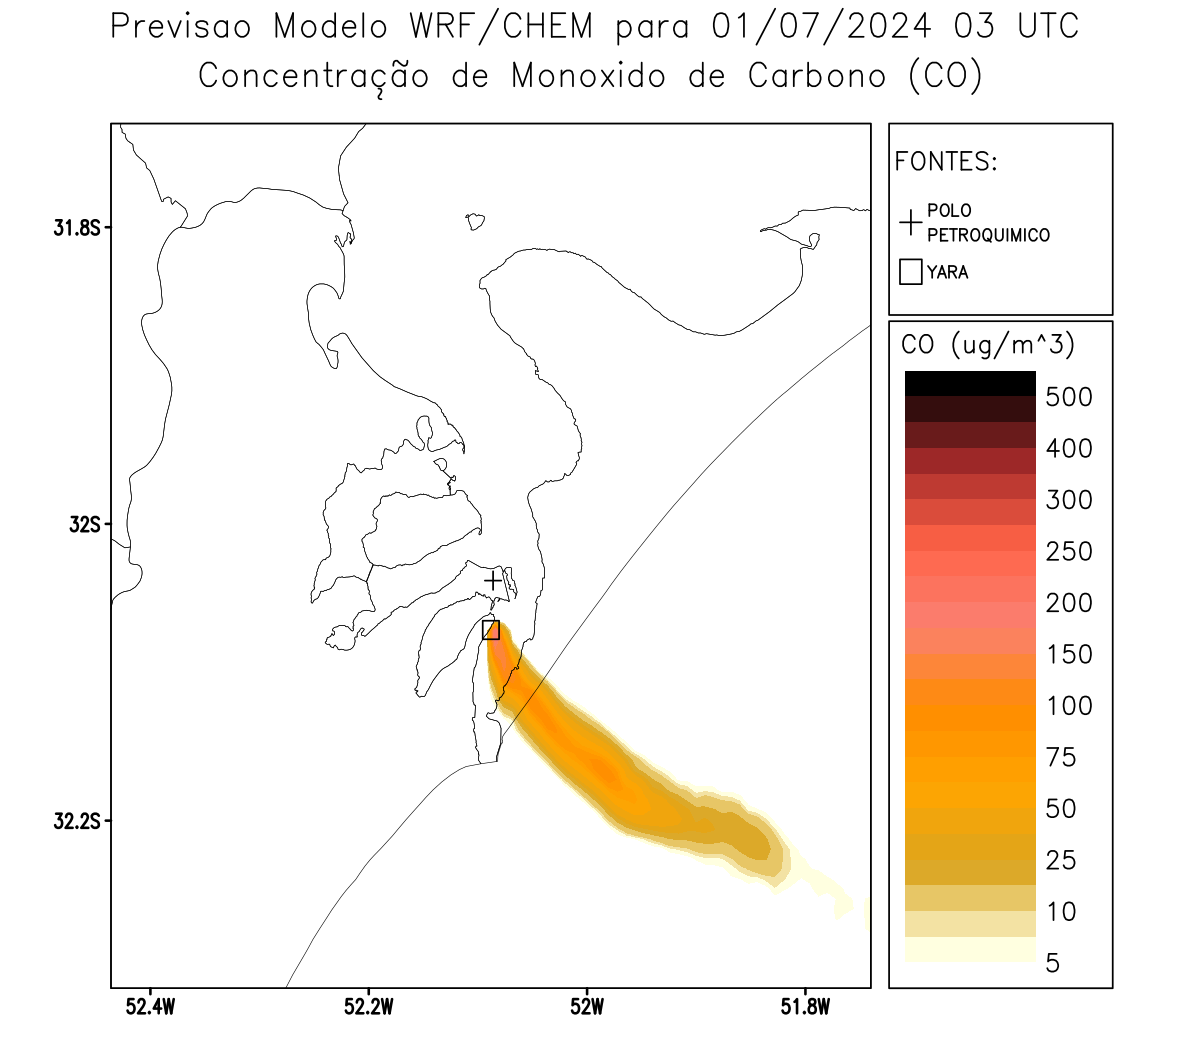 Previsao Modelo WRF/CHEM para 01/07/2024 03 UTC
Concentração de Monoxido de Carbono (CO)
FONTES:
POLO
PETROQUIMICO
YARA
CO (ug/m^3)
500
400
300
250
200
150
100
75
50
25
10
5
31.8S
32S
32.2S
52.4W
52.2W
52W
51.8W